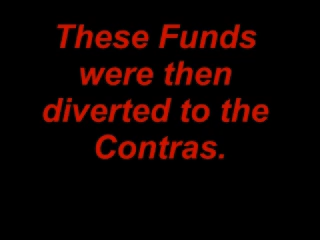 These Funds
were then
diverted to the
Contras.